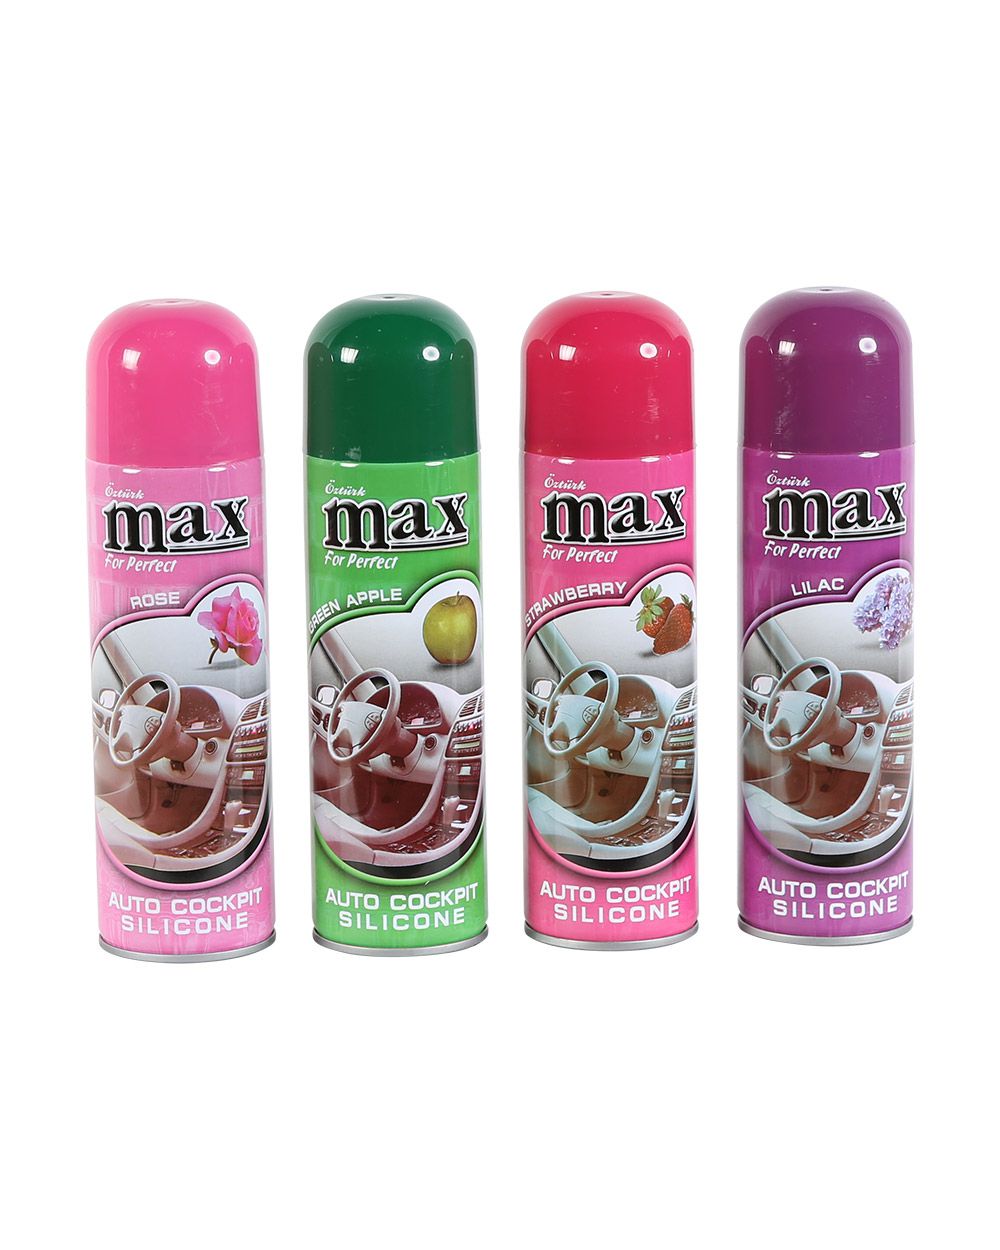 Öztürk
max
For Perfect
ROSE
AUTO COCKPIT
SILICONE
Öztürk
max
For Perfect
GREEN APPLE
AUTO COCKPIT
SILICONE
Öztürk
max
For Perfect
STRAWBERRY
AUTO COCKPIT
SILICONE
Öztürk
max
For Perfect
LILAC
AUTO COCKPIT
SILICONE